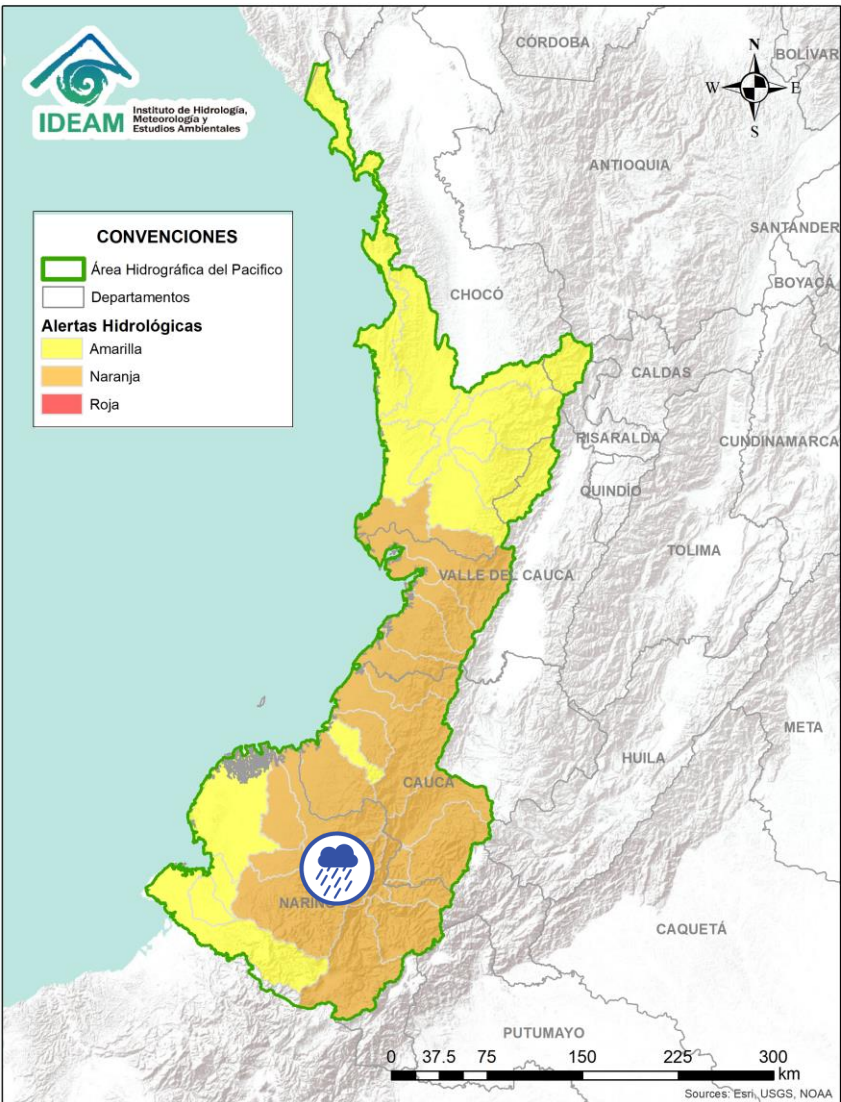 IDEAM
Instituto de Hidrología,
Meteorología y
Estudios Ambientales
CÓRDOBA
BOLÍVAR
N
W E
S
ANTIOQUIA
SANTANDER
BOYACÁ
CONVENCIONES
Área Hidrográfica del Pacifico
Departamentos
Alertas Hidrológicas
Amarilla
Naranja
Roja
CHOCÓ
CALDAS
RISARALDA
CUNDINAMARCA
QUINDÍO
TOLIMA
VALLE DEL CAUCA
META
HUILA
CAUCA
NARIÑO
CAQUETÁ
PUTUMAYO
0 37.5 75 150 225 300
km
Sources: Esri, USGS, NOAA